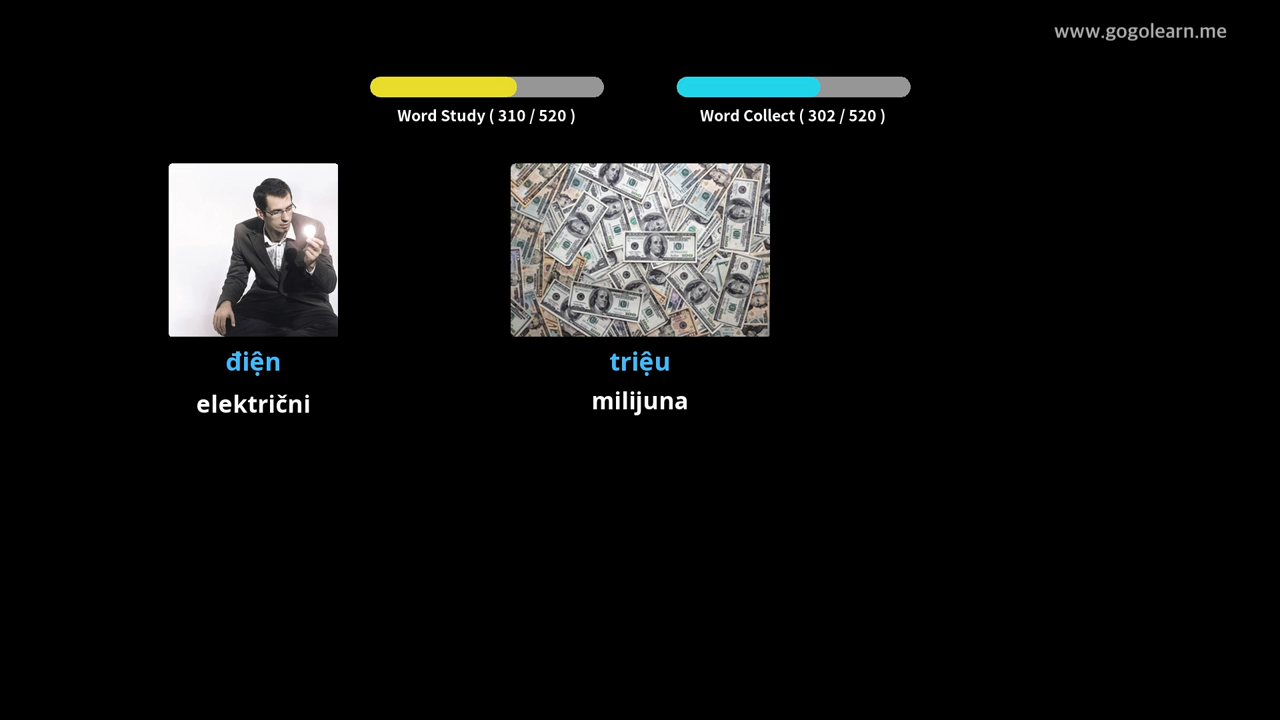 www.gogolearn.me
Word Study ( 310 / 520 )
Word Collect ( 302 / 520 )
điện
električni
triệu
milijuna